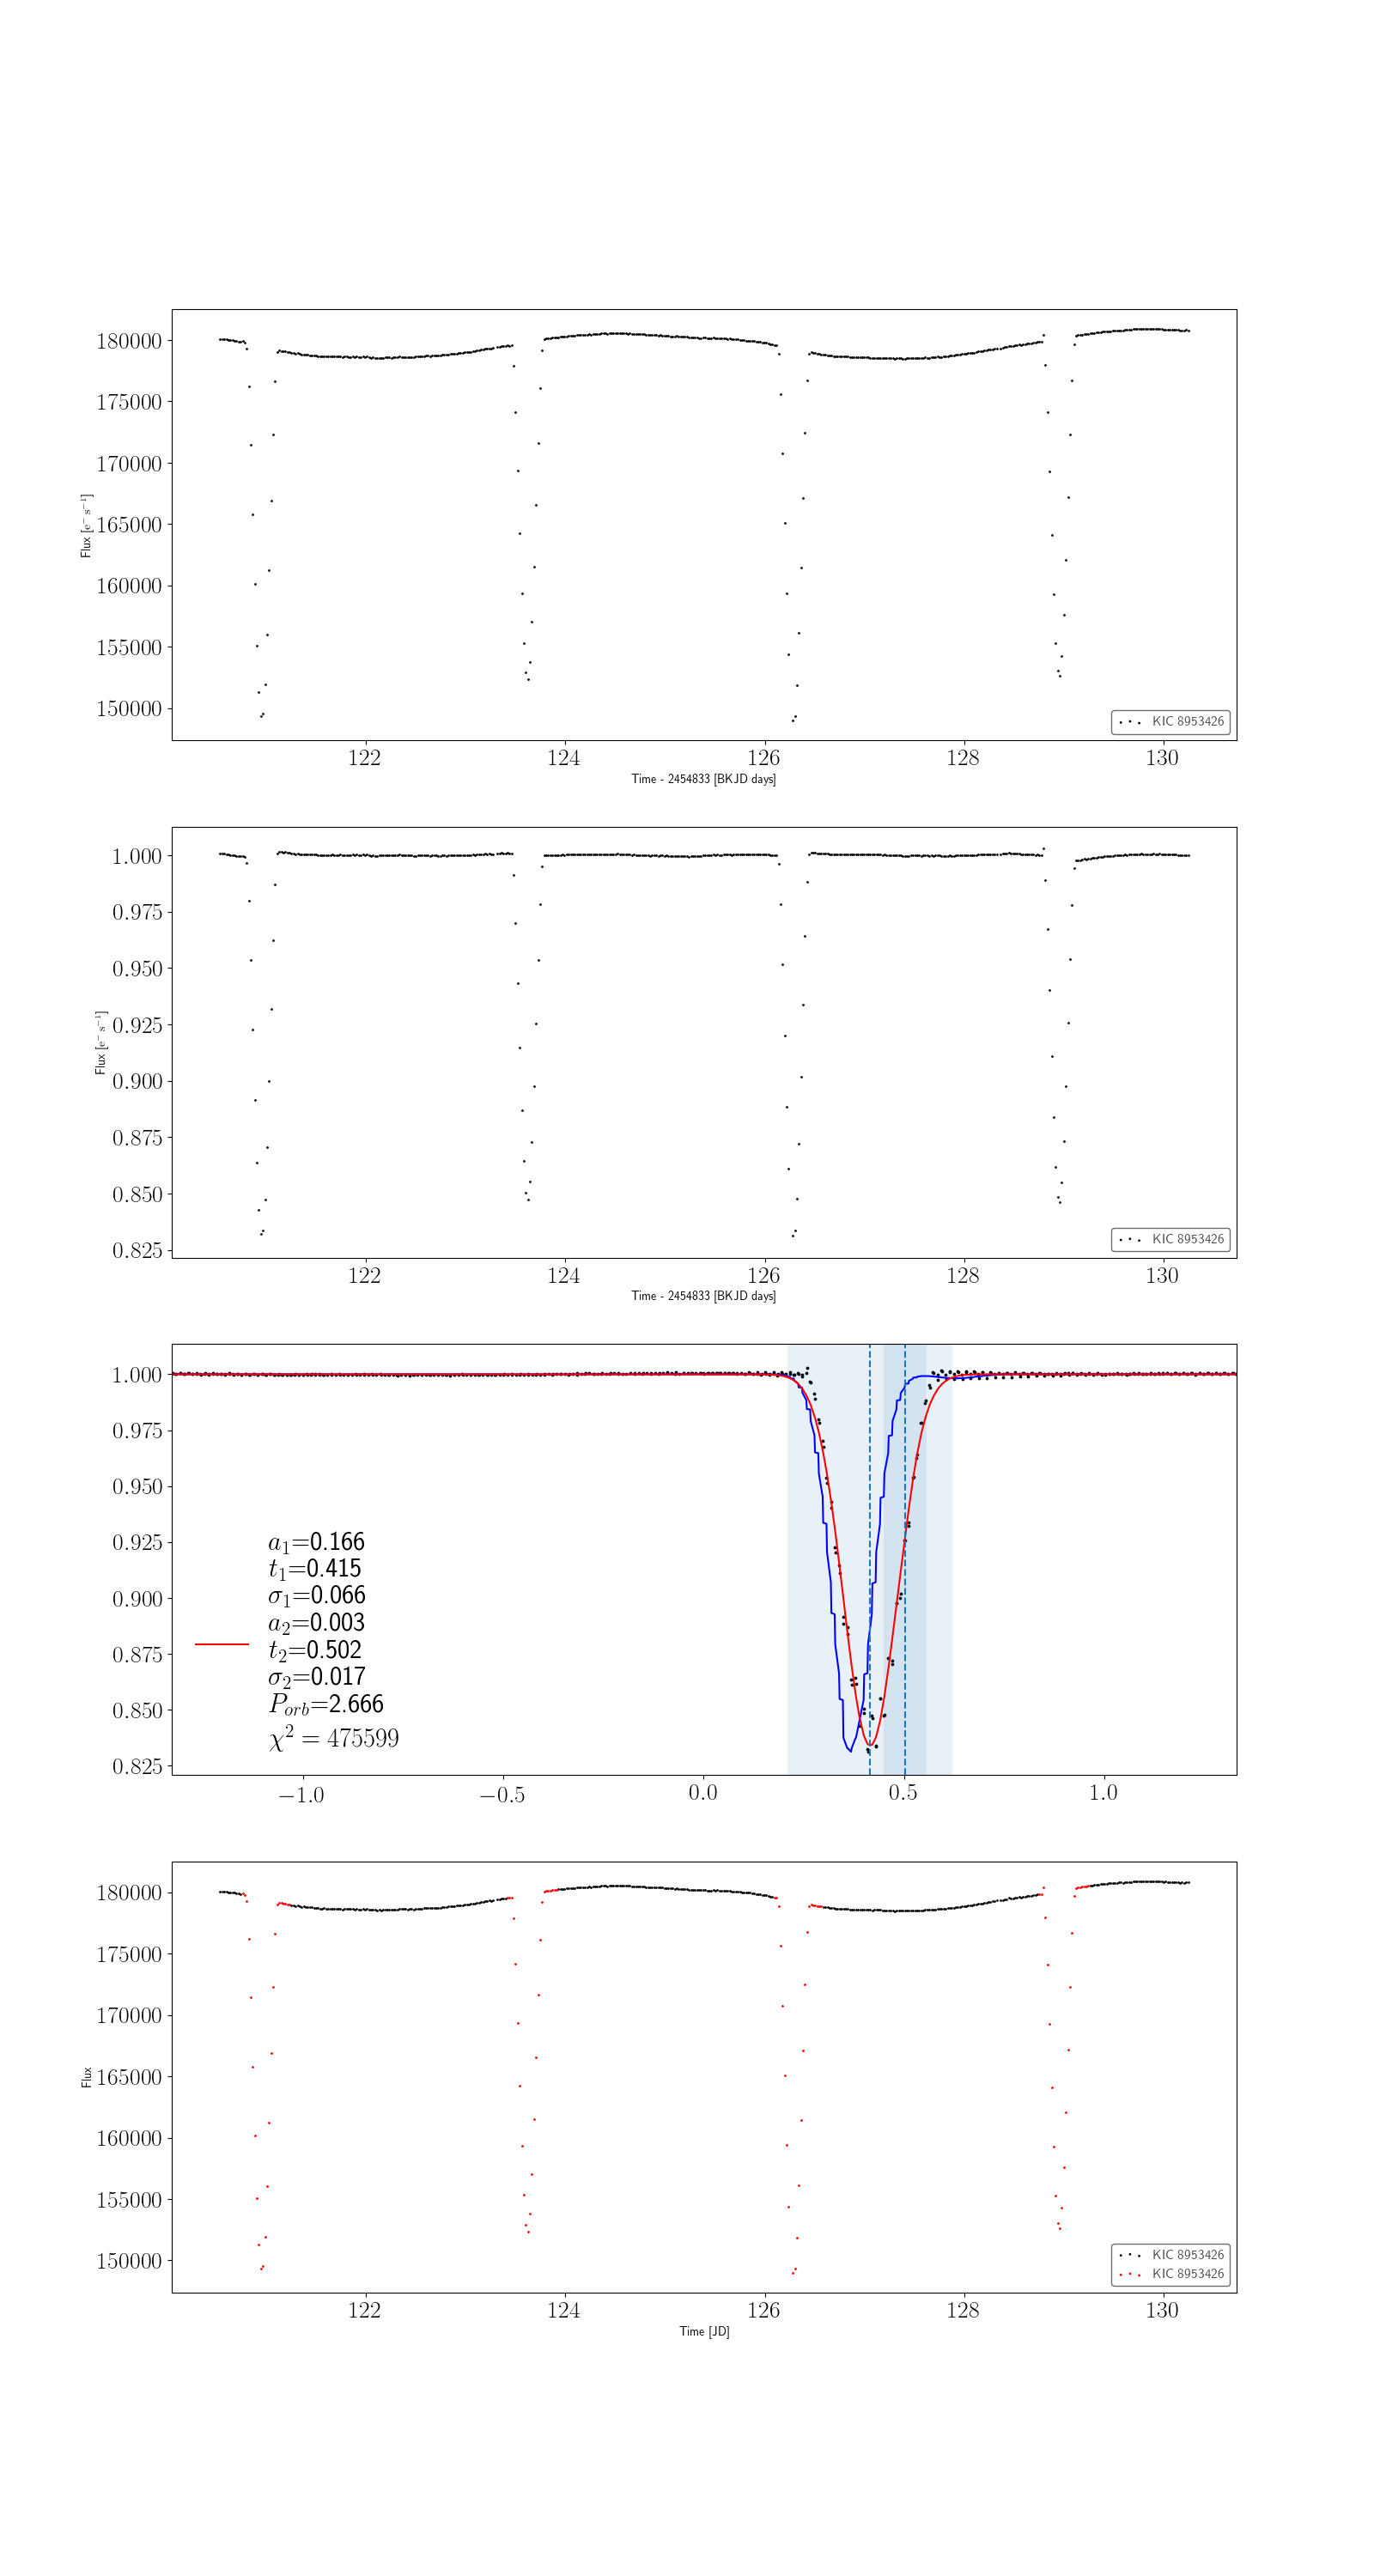 180000
175000
170000
165000
160000
155000
150000
Flux [e⁻ s⁻¹]
KIC 8953426
122 124 126 128 130
Time - 2454833 [BKJD days]
1.000
0.975
0.950
0.925
0.900
0.875
0.850
0.825
Flux [e⁻ s⁻¹]
KIC 8953426
122 124 126 128 130
Time - 2454833 [BKJD days]
1.000
0.975
0.950
0.925
0.900
0.875
0.850
0.825
a₁=0.166
t₁=0.415
σ₁=0.066
a₂=0.003
t₂=0.502
σ₂=0.017
Pₒᵣb=2.666
χ² = 475599
−1.0 −0.5 0.0 0.5 1.0
180000
175000
170000
165000
160000
155000
150000
Flux
KIC 8953426
KIC 8953426
122 124 126 128 130
Time [JD]